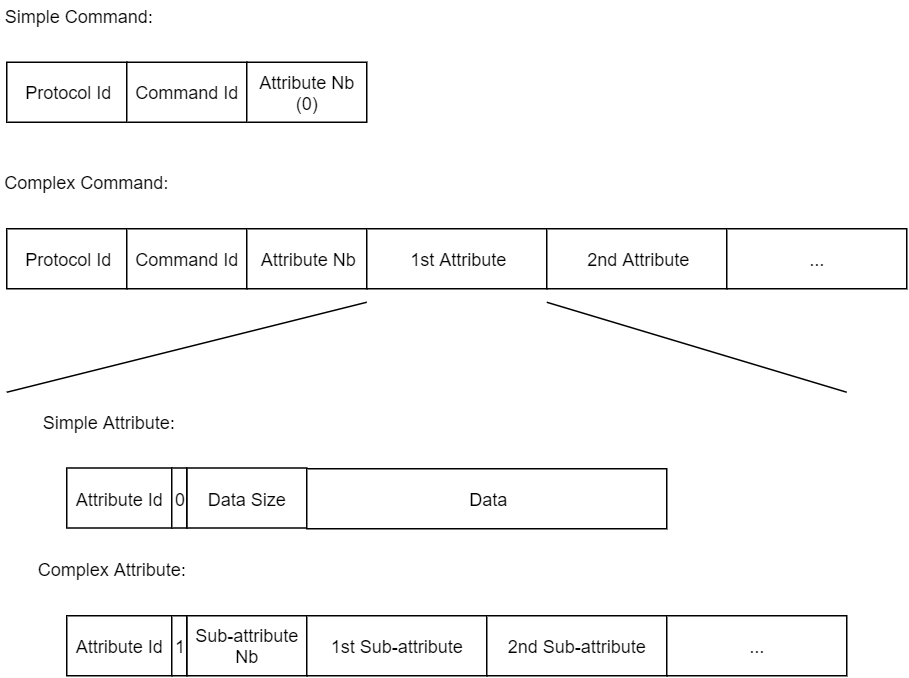 Simple Command:
Protocol Id Command Id Attribute Nb
(0)
Complex Command:
Protocol Id Command Id Attribute Nb 1st Attribute 2nd Attribute ...
Simple Attribute:
Attribute Id 0 Data Size Data
Complex Attribute:
Attribute Id 1 Sub-attribute
Nb 1st Sub-attribute 2nd Sub-attribute ...